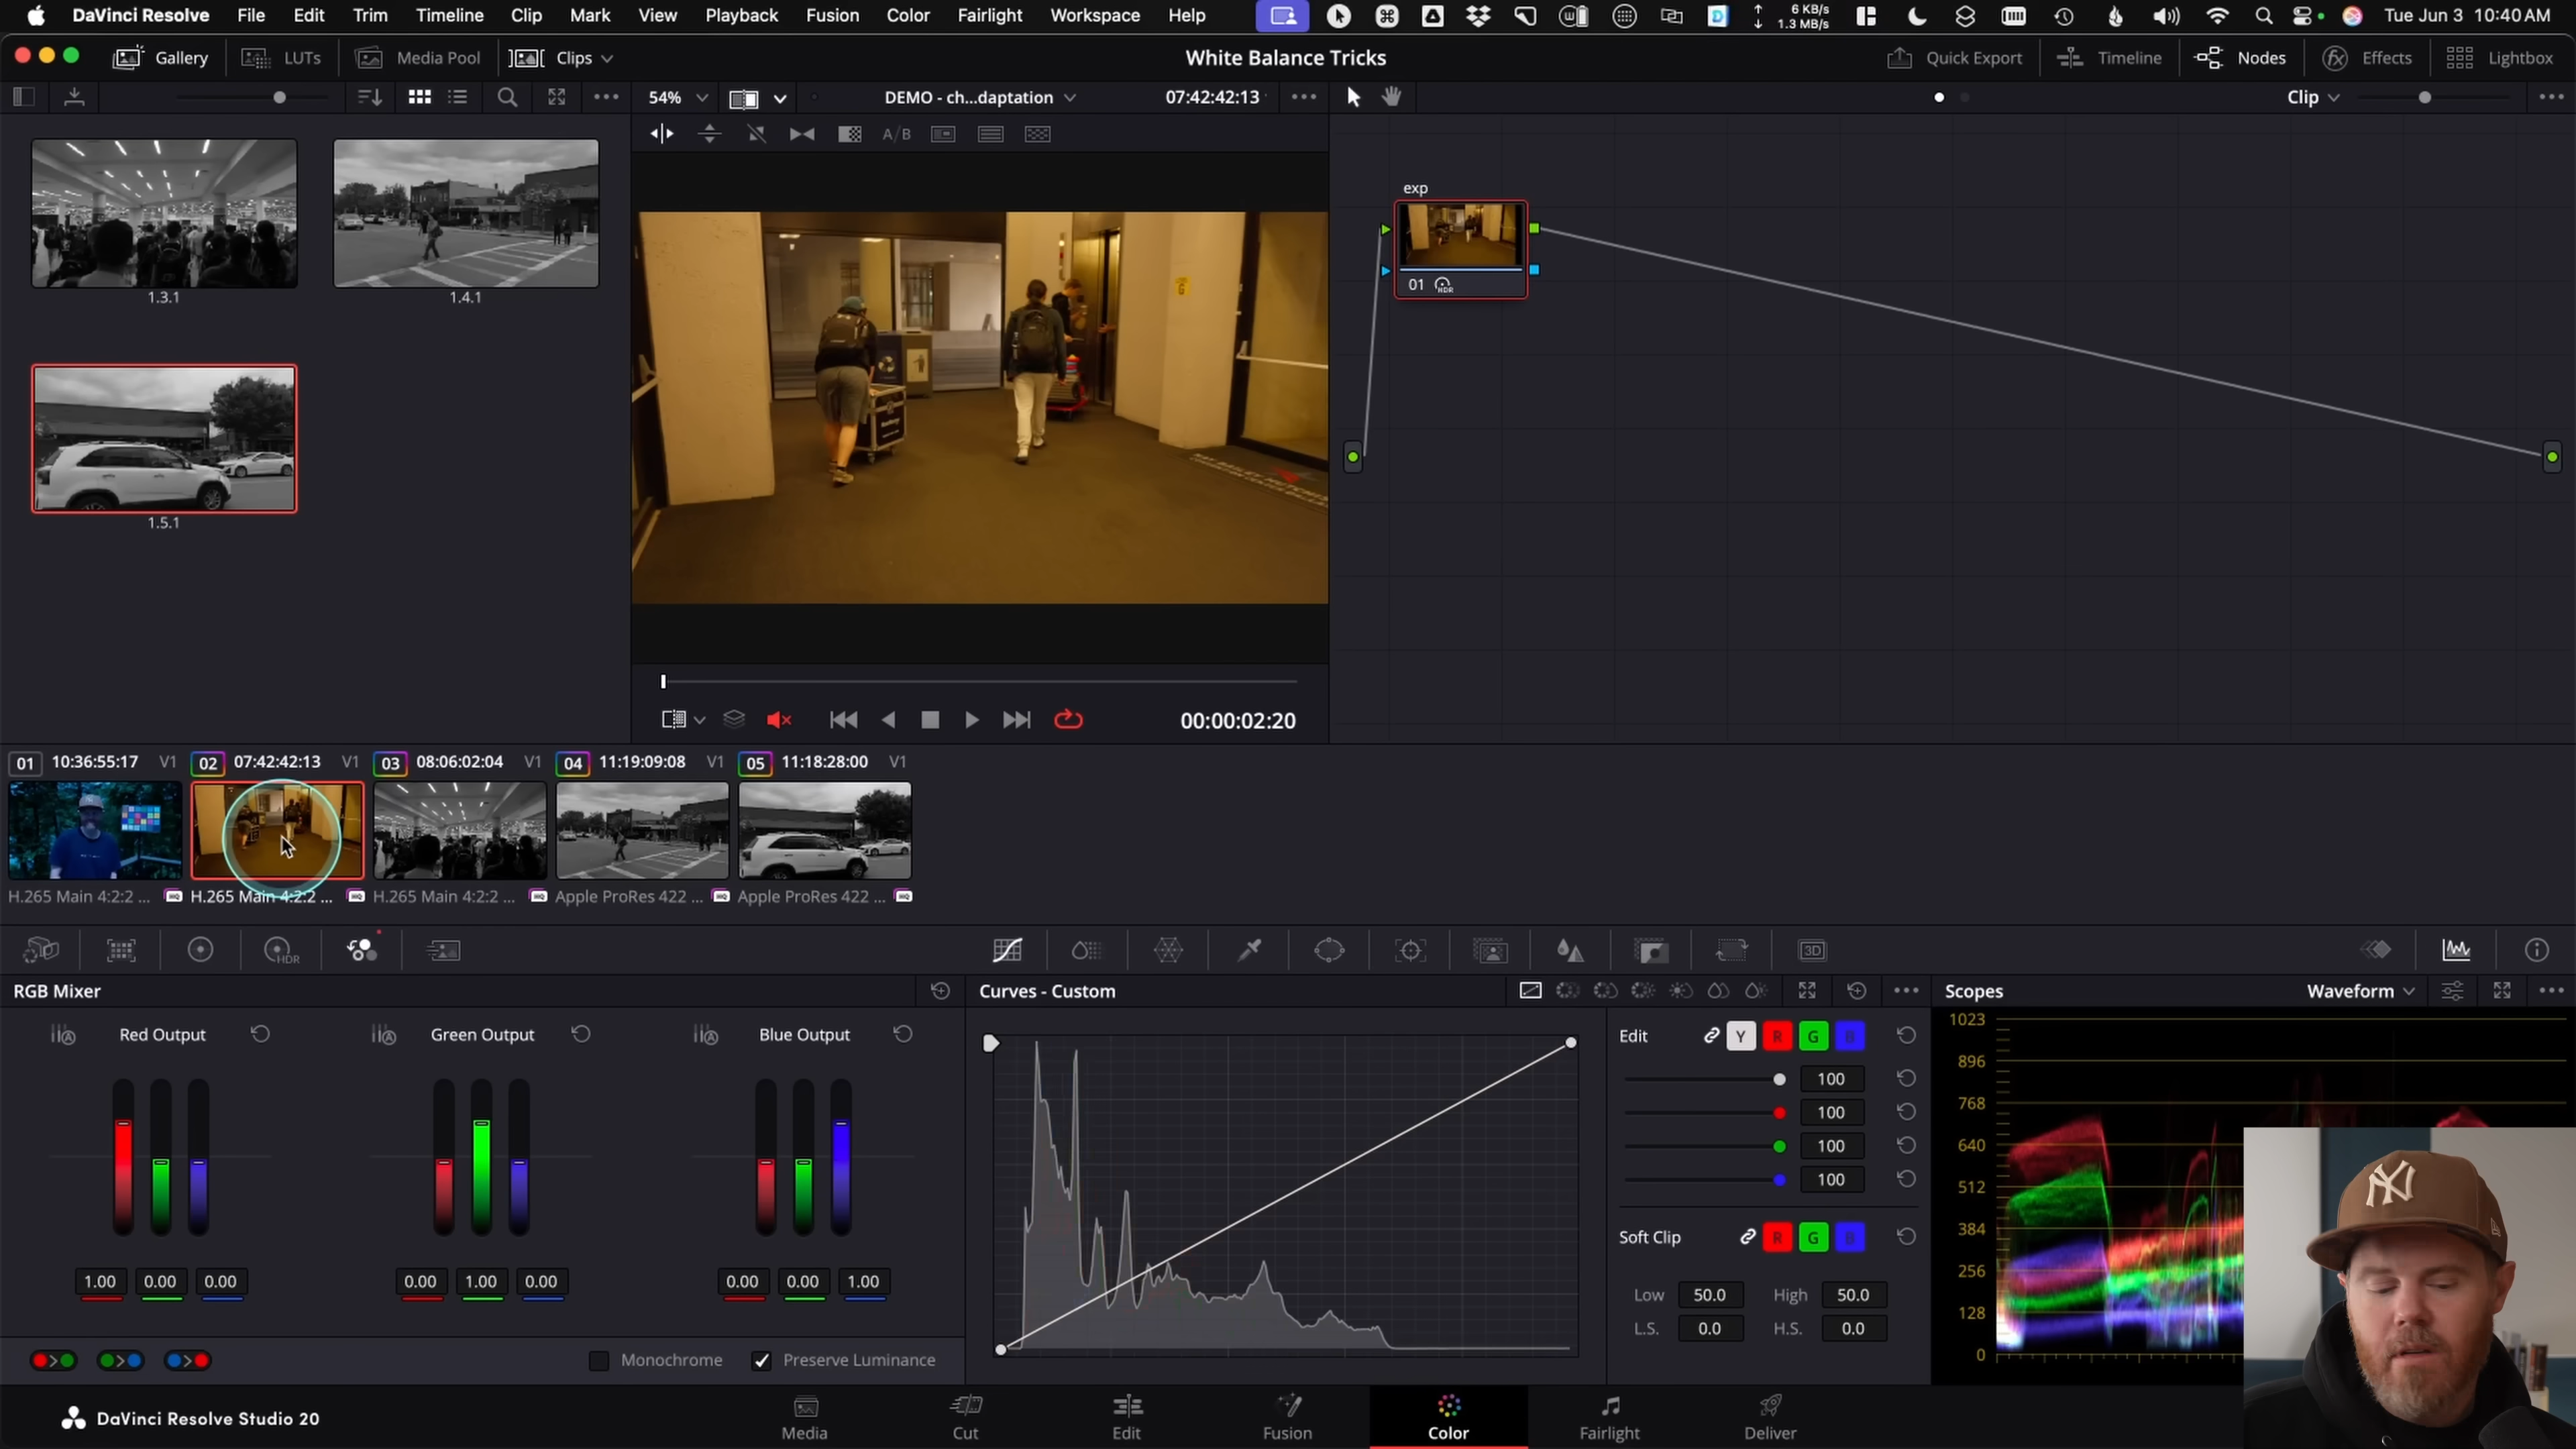 DaVinci Resolve File Edit Trim Timeline Clip Mark View Playback Fusion Color Fairlight Workspace Help 6 KB/s 1.3 MB/s Tue Jun 3 10:40 AM
Gallery LUTs Media Pool Clips White Balance Tricks Quick Export Timeline Nodes Effects Lightbox
54% DEMO - ch...daptation 07:42:42:13 Clip
A/B
1.3.1 1.4.1
1.5.1
exp
01 HDR
00:00:02:20
01 10:36:55:17 V1 02 07:42:42:13 V1 03 08:06:02:04 V1 04 11:19:09:08 V1 05 11:18:28:00 V1
H.265 Main 4:2:2 ... HQ H.265 Main 4:2:2 ... HQ H.265 Main 4:2:2 ... HQ Apple ProRes 422 ... HQ Apple ProRes 422 ... HQ
HDR 3D
RGB Mixer Curves - Custom Scopes Waveform
Red Output Green Output Blue Output
Edit Y R G B
100
100
100
100
Soft Clip R G B
Low 50.0 High 50.0
L.S. 0.0 H.S. 0.0
1.00 0.00 0.00 0.00 1.00 0.00 0.00 0.00 1.00
1023
896
768
640
512
384
256
128
0
NY
Monochrome Preserve Luminance
DaVinci Resolve Studio 20
Media Cut Edit Fusion Color Fairlight Deliver